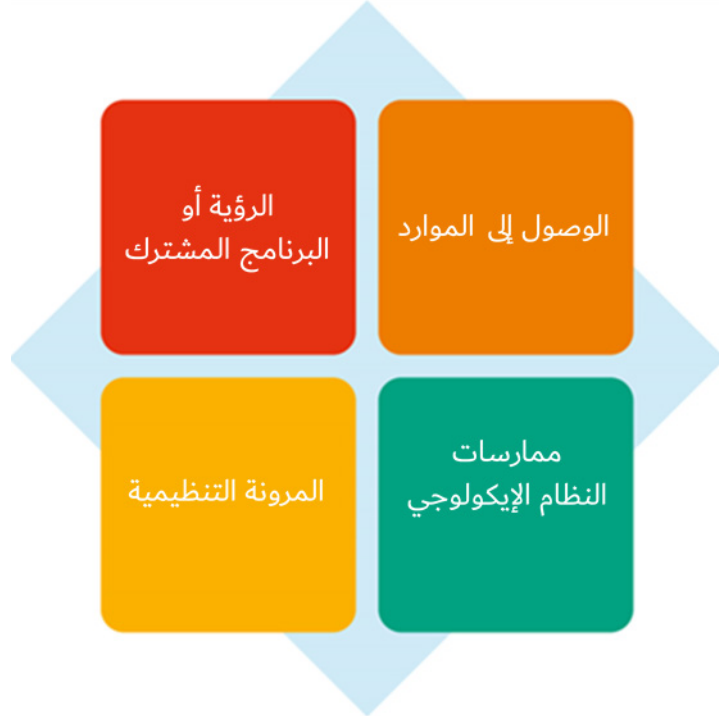 الوصول إلى الموارد
الرؤية أو
البرنامج المشترك
ممارسات
النظام الإيكولوجي
المرونة التنظيمية